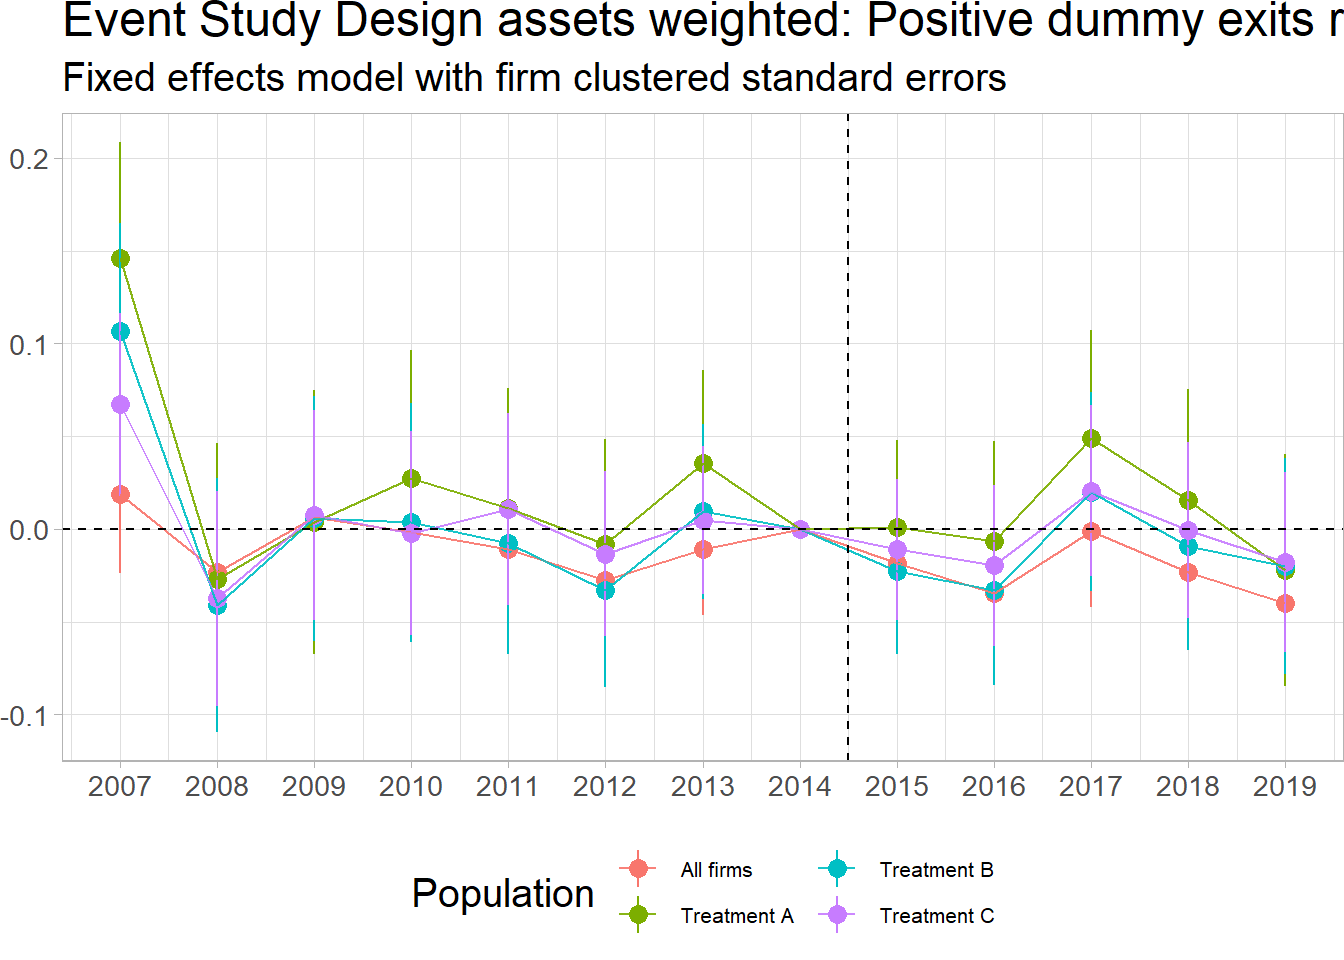 Event Study Design assets weighted: Positive dummy exits
Fixed effects model with firm clustered standard errors
0.2
0.1
0.0
-0.1
2007 2008 2009 2010 2011 2012 2013 2014 2015 2016 2017 2018 2019
Population
All firms
Treatment A
Treatment B
Treatment C